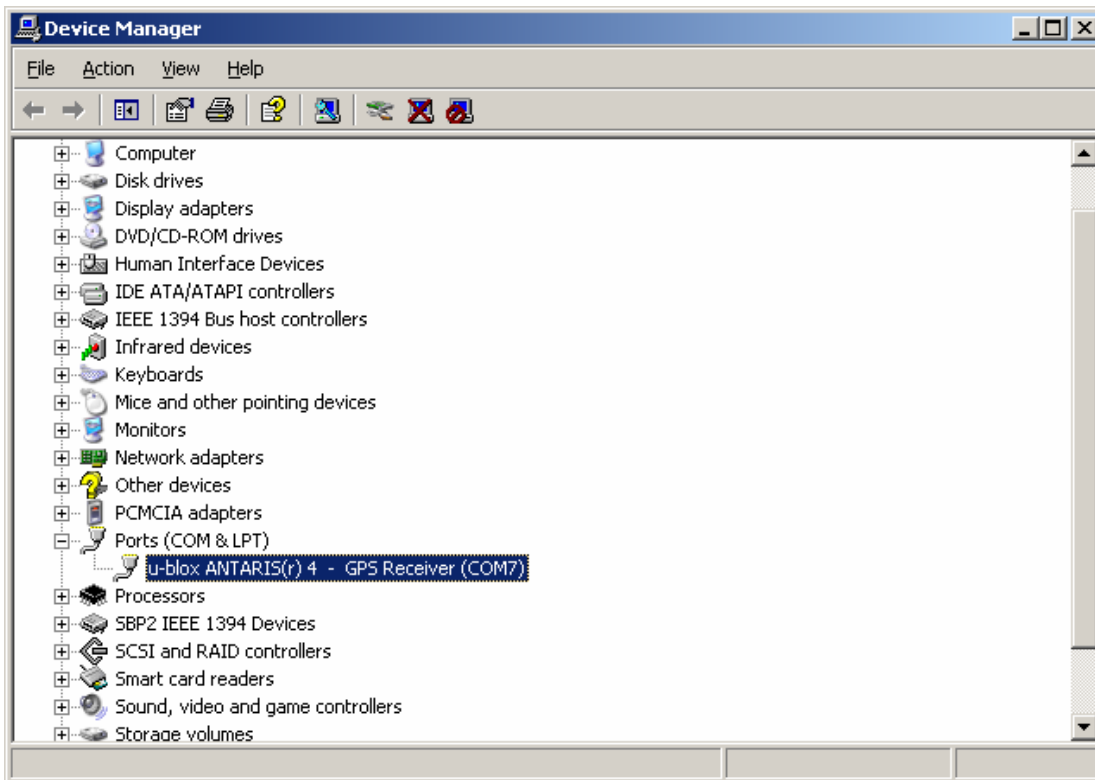 Device Manager
File Action View Help
Computer
Disk drives
Display adapters
DVD/CD-ROM drives
Human Interface Devices
IDE ATA/ATAPI controllers
IEEE 1394 Bus host controllers
Infrared devices
Keyboards
Mice and other pointing devices
Monitors
Network adapters
Other devices
PCMCIA adapters
Ports (COM & LPT)
u-blox ANTARIS(r) 4 - GPS Receiver (COM7)
Processors
SBP2 IEEE 1394 Devices
SCSI and RAID controllers
Smart card readers
Sound, video and game controllers
Storage volumes